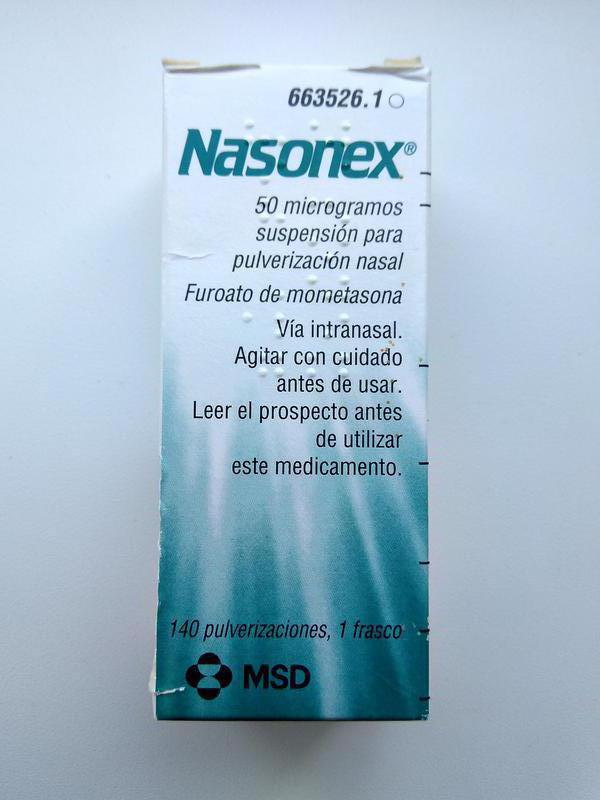 663526.1
Nasonex®
50 microgramos
suspensión para
pulverización nasal
Furoato de mometasona
Vía intranasal.
Agitar con cuidado
antes de usar.
Leer el prospecto antes
de utilizar
este medicamento.
140 pulverizaciones, 1 frasco
MSD